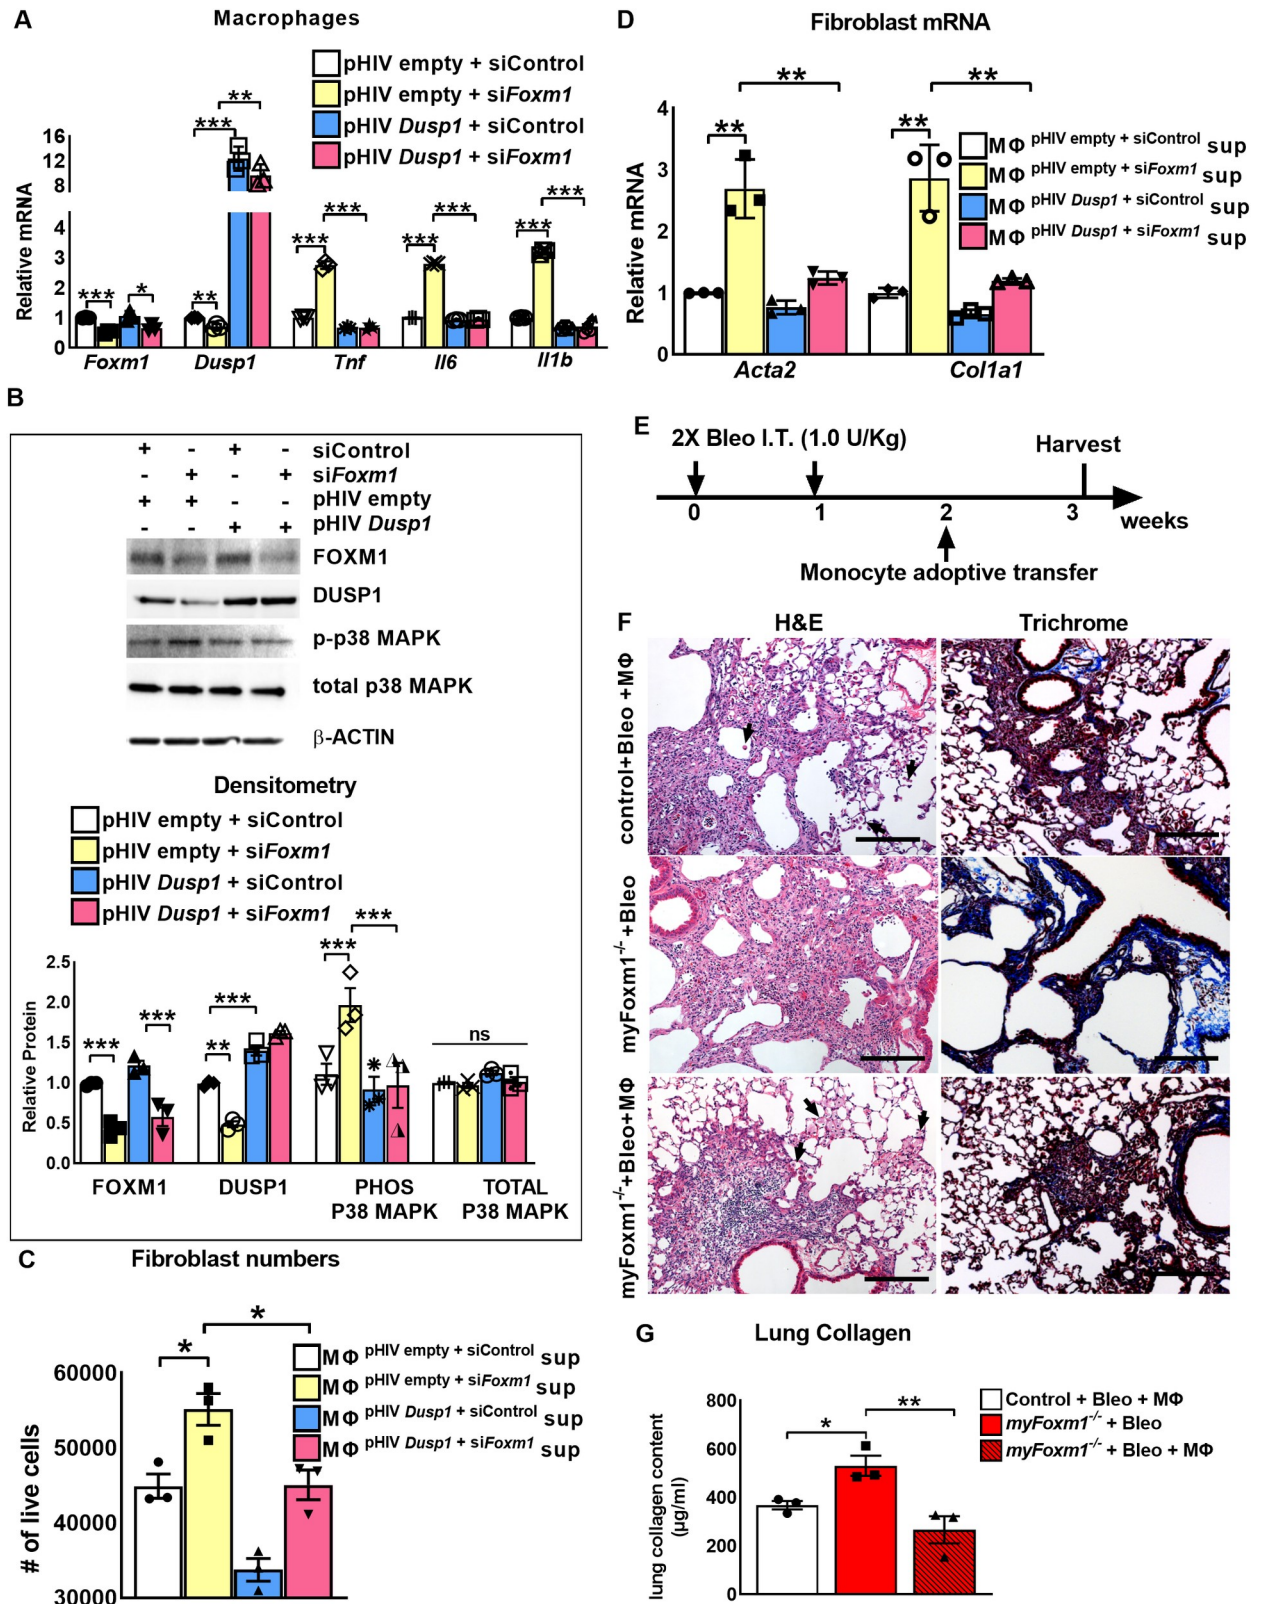 A
Macrophages
pHIV empty + siControl
pHIV empty + siFoxm1
pHIV Dusp1 + siControl
pHIV Dusp1 + siFoxm1
Relative mRNA
16
12
8
4
3
2
1
0
*** * ** *** ** *** *** *** *** *** ***
Foxm1 Dusp1 Tnf Il6 Il1b
B
+ - + - siControl
- + - + siFoxm1
+ + - - pHIV empty
- - + + pHIV Dusp1
FOXM1
DUSP1
p-p38 MAPK
total p38 MAPK
β-ACTIN
Densitometry
pHIV empty + siControl
pHIV empty + siFoxm1
pHIV Dusp1 + siControl
pHIV Dusp1 + siFoxm1
Relative Protein
2.5
2.0
1.5
1.0
0.5
0.0
*** *** ** *** *** *** ns
FOXM1 DUSP1 PHOS TOTAL
P38 MAPK P38 MAPK
C
Fibroblast numbers
MΦ pHIV empty + siControl sup
MΦ pHIV empty + siFoxm1 sup
MΦ pHIV Dusp1 + siControl sup
MΦ pHIV Dusp1 + siFoxm1 sup
# of live cells
60000
50000
40000
30000
* *
D
Fibroblast mRNA
MΦ pHIV empty + siControl sup
MΦ pHIV empty + siFoxm1 sup
MΦ pHIV Dusp1 + siControl sup
MΦ pHIV Dusp1 + siFoxm1 sup
Relative mRNA
4
3
2
1
0
** ** ** **
Acta2 Col1a1
E
2X Bleo I.T. (1.0 U/Kg) Harvest
0 1 2 3 weeks
Monocyte adoptive transfer
F
H&E Trichrome
control+Bleo +MΦ
myFoxm1-/-+Bleo
myFoxm1-/-+Bleo+MΦ
G
Lung Collagen
Control + Bleo + MΦ
myFoxm1-/- + Bleo
myFoxm1-/- + Bleo + MΦ
lung collagen content
(µg/ml)
800
600
400
200
0
* **